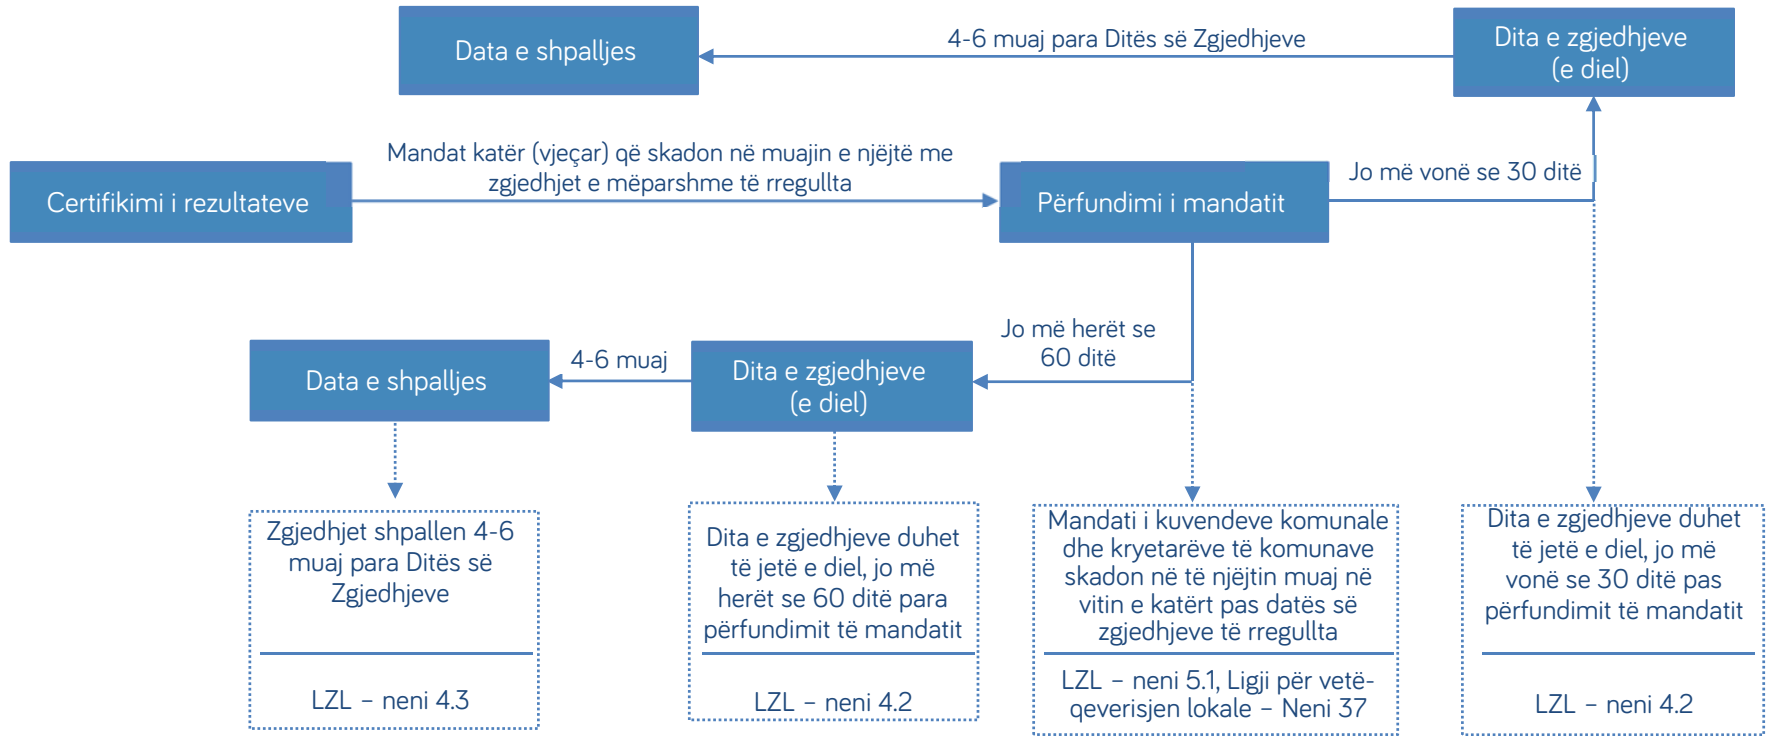 Data e shpalljes
4-6 muaj para Ditës së Zgjedhjeve
Dita e zgjedhjeve
(e diel)
Certifikimi i rezultateve
Mandat katër (vjeçar) që skadon në muajin e njëjtë me
zgjedhjet e mëparshme të rregullta
Përfundimi i mandatit
Jo më vonë se 30 ditë
Data e shpalljes
4-6 muaj
Dita e zgjedhjeve
(e diel)
Jo më herët se
60 ditë
Zgjedhjet shpallen 4-6
muaj para Ditës së
Zgjedhjeve
LZL – neni 4.3
Dita e zgjedhjeve duhet
të jetë e diel, jo më
herët se 60 ditë para
përfundimit të mandatit
LZL – neni 4.2
Mandati i kuvendeve komunale
dhe kryetarëve të komunave
skadon në të njëjtin muaj në
vitin e katërt pas datës së
zgjedhjeve të rregullta
LZL – neni 5.1, Ligji për vetë-
qeverisjen lokale – Neni 37
Dita e zgjedhjeve duhet
të jetë e diel, jo më
vonë se 30 ditë pas
përfundimit të mandatit
LZL – neni 4.2